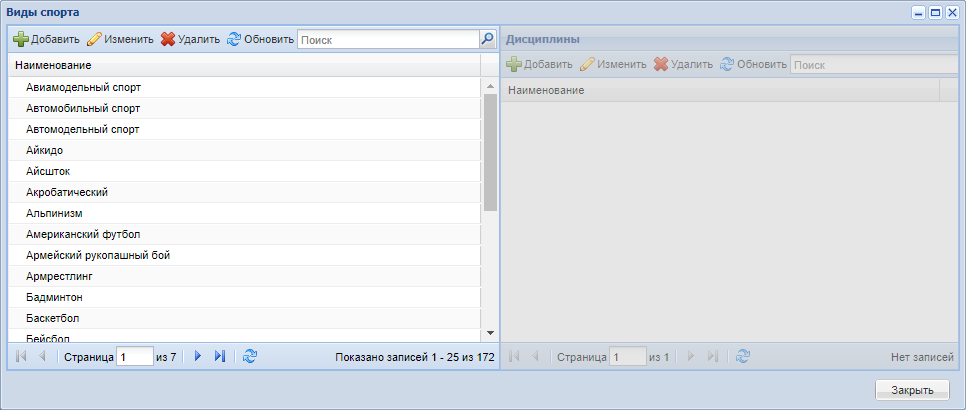 Виды спорта
Добавить Изменить Удалить Обновить Поиск
Наименование
Авиамодельный спорт
Автомобильный спорт
Автомодельный спорт
Айкидо
Айсшток
Акробатический
Альпинизм
Американский футбол
Армейский рукопашный бой
Армрестлинг
Бадминтон
Баскетбол
Бейсбол
Страница 1 из 7 Показано записей 1 - 25 из 172
Дисциплины
Добавить Изменить Удалить Обновить Поиск
Наименование
Страница 1 из 1 Нет записей
Закрыть